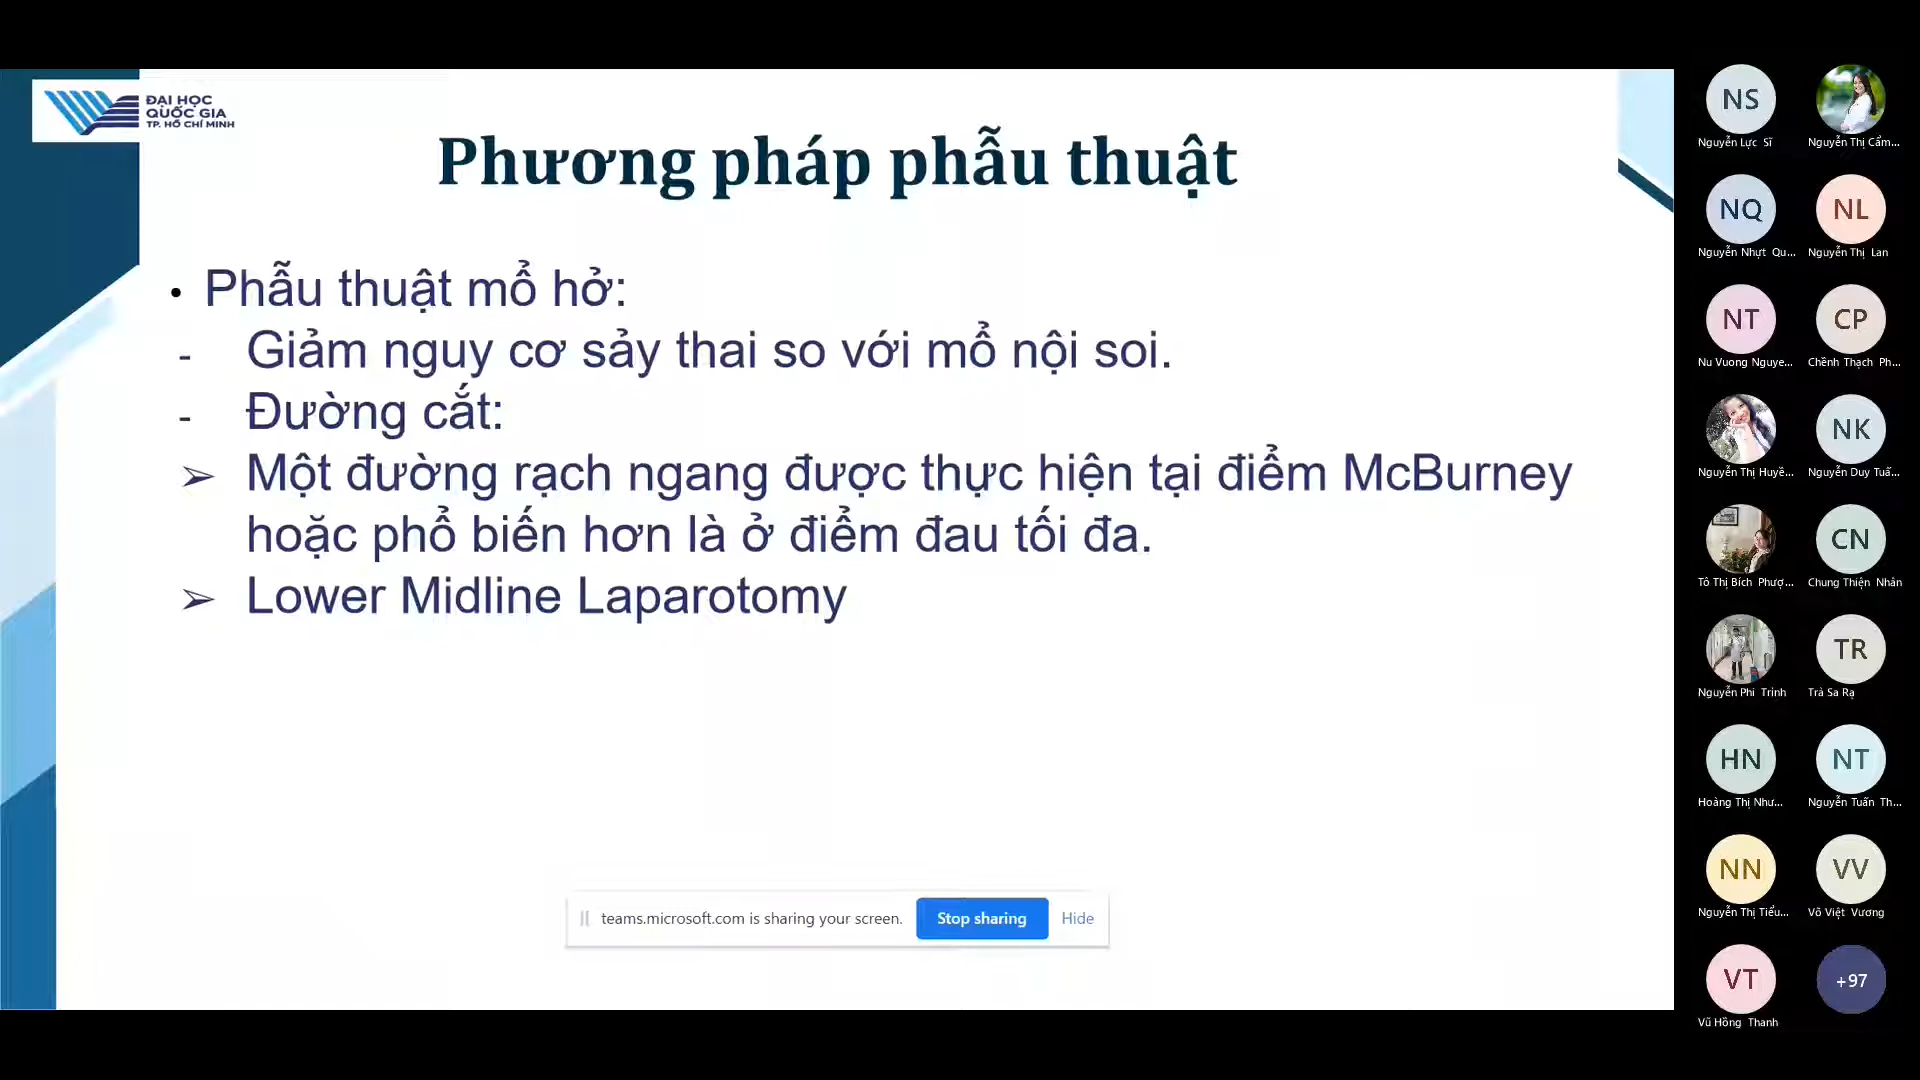 ĐẠI HỌC
QUỐC GIA
TP. HỒ CHÍ MINH
Phương pháp phẫu thuật
• Phẫu thuật mổ hở:
- Giảm nguy cơ sảy thai so với mổ nội soi.
- Đường cắt:
➢ Một đường rạch ngang được thực hiện tại điểm McBurney
hoặc phổ biến hơn là ở điểm đau tối đa.
➢ Lower Midline Laparotomy
teams.microsoft.com is sharing your screen. Stop sharing Hide
NS
Nguyễn Lực Sĩ Nguyễn Thị Cẩm...
NQ NL
Nguyễn Nhựt Qu... Nguyễn Thị Lan
NT CP
Nu Vuong Nguye... Chềnh Thạch Ph...
NK
Nguyễn Thị Huyề... Nguyễn Duy Tuấ...
CN
Tô Thị Bích Phượ... Chung Thiện Nhân
TR
Nguyễn Phi Trinh Trà Sa Rạ
HN NT
Hoàng Thị Như... Nguyễn Tuấn Th...
NN VV
Nguyễn Thị Tiểu... Võ Việt Vương
VT +97
Vũ Hồng Thanh